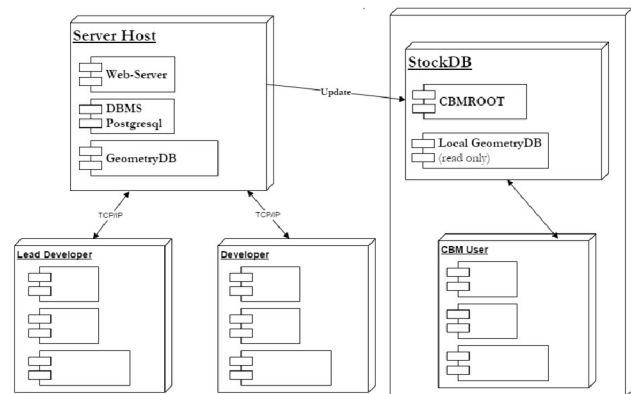 Server Host
Web-Server
DBMS
Postgresql
GeometryDB
Update
StockDB
CBMROOT
Local GeometryDB
(read only)
TCP/IP
TCP/IP
Lead Developer
Developer
CBM User